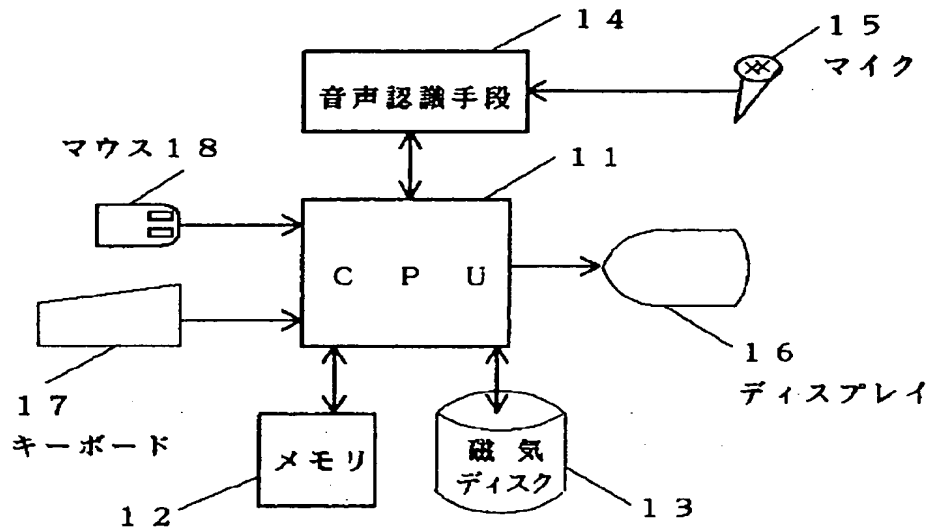 14
15
マイク
音声認識手段
マウス18
11
CPU
16
ディスプレイ
17
キーボード
メモリ
12
磁気
ディスク
13